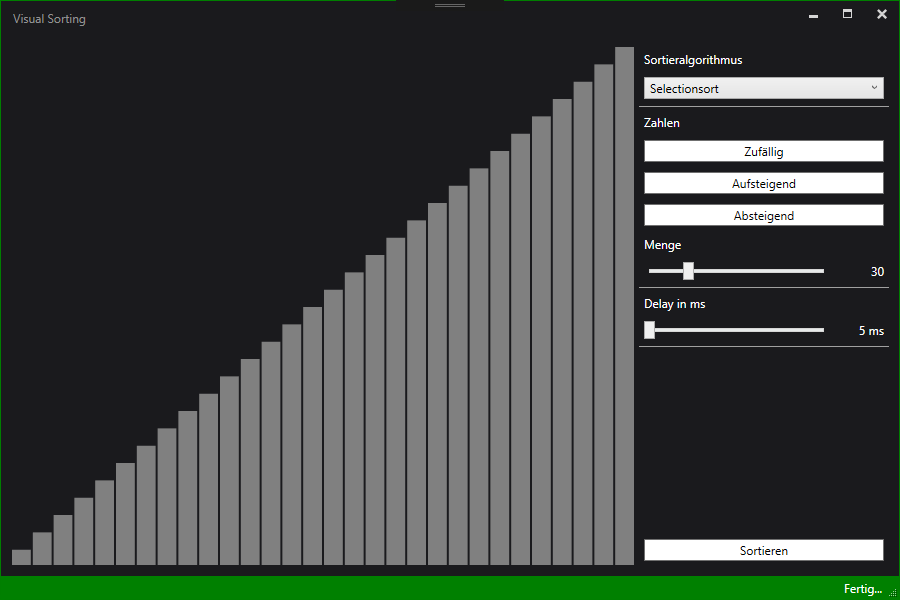 Visual Sorting
Sortieralgorithmus
Selectionsort
Zahlen
Zufällig
Aufsteigend
Absteigend
Menge
30
Delay in ms
5 ms
Sortieren
Fertig...